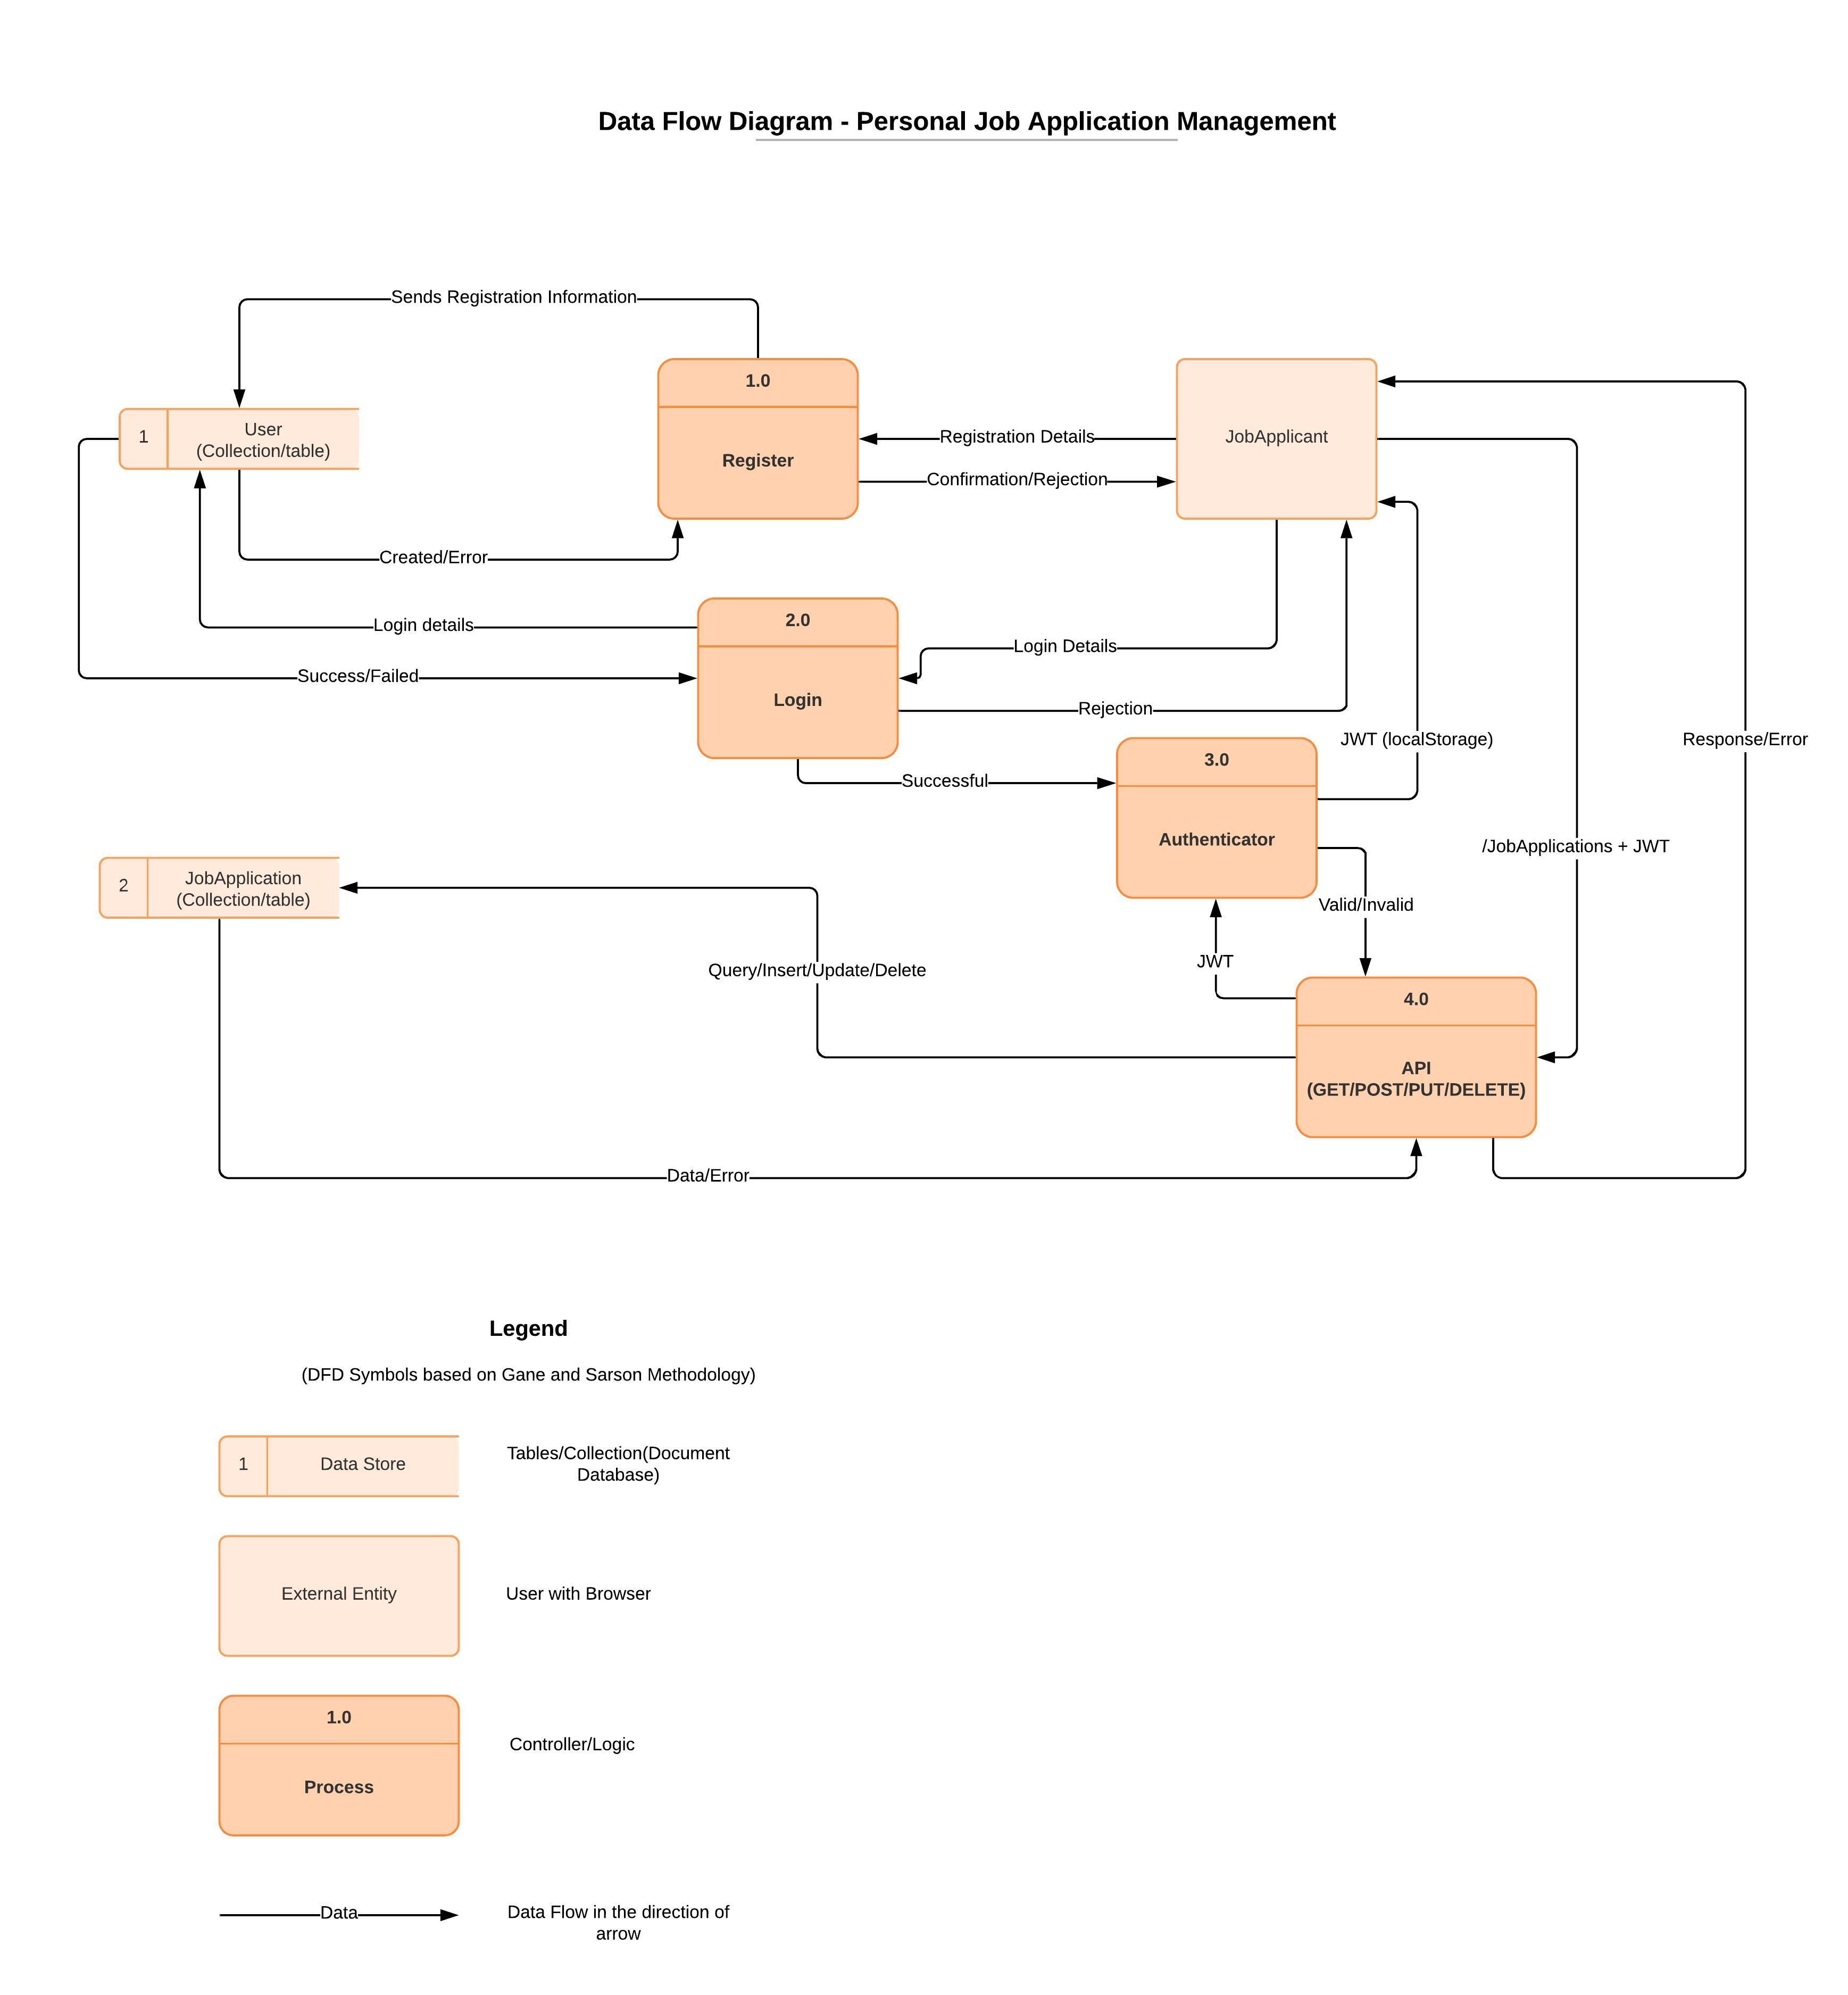 Data Flow Diagram - Personal Job Application Management
Sends Registration Information
1.0
Register
1
User
(Collection/table)
Registration Details
Confirmation/Rejection
JobApplicant
Created/Error
Login details
Success/Failed
2.0
Login
Login Details
Rejection
Successful
3.0
Authenticator
JWT (localStorage)
Response/Error
/JobApplications + JWT
Valid/Invalid
2
JobApplication
(Collection/table)
Query/Insert/Update/Delete
JWT
4.0
API
(GET/POST/PUT/DELETE)
Data/Error
Legend
(DFD Symbols based on Gane and Sarson Methodology)
1
Data Store
Tables/Collection(Document
Database)
External Entity
User with Browser
1.0
Process
Controller/Logic
Data
Data Flow in the direction of
arrow